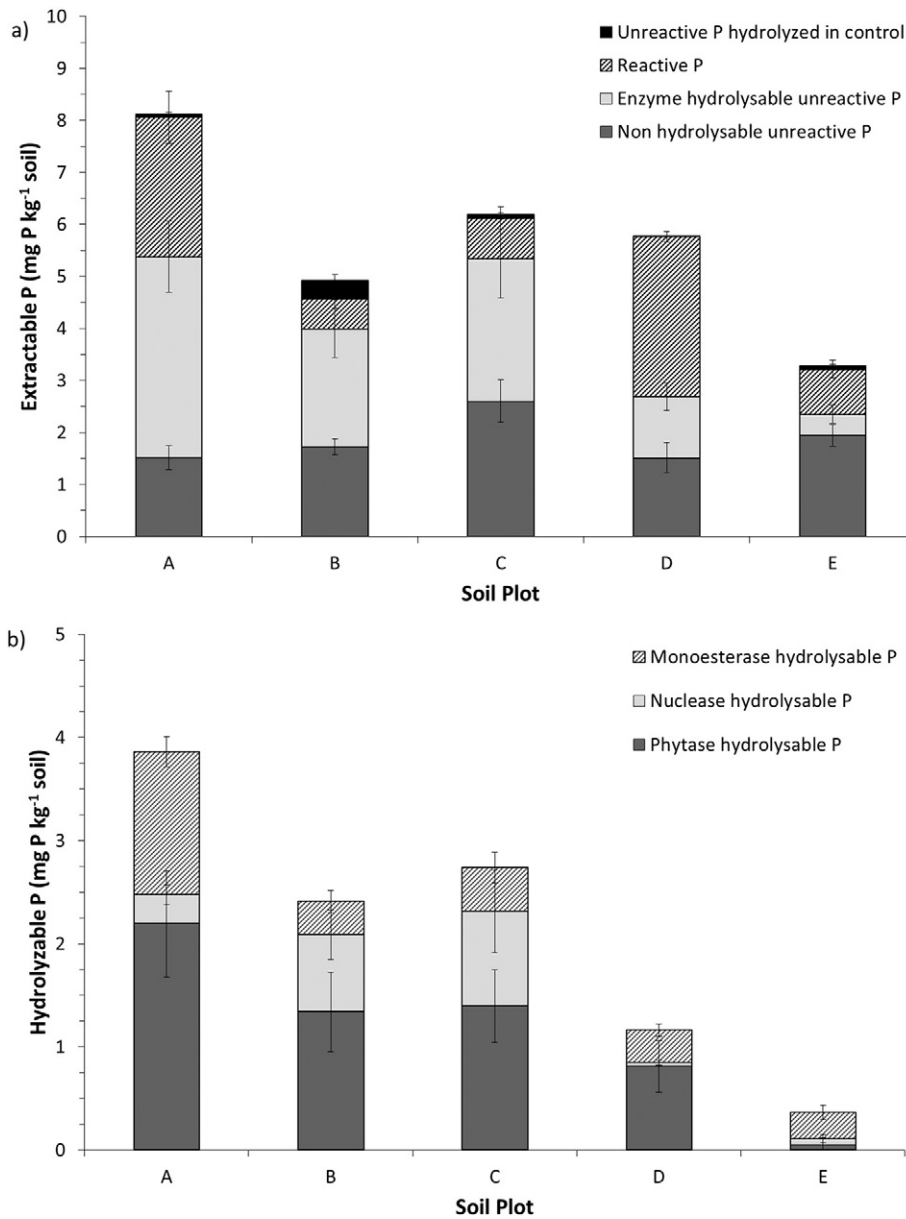 a)
Unreactive P hydrolyzed in control
Reactive P
Enzyme hydrolysable unreactive P
Non hydrolysable unreactive P
Extractable P (mg P kg⁻¹ soil)
10
9
8
7
6
5
4
3
2
1
0
A B C D E
Soil Plot
b)
Monoesterase hydrolysable P
Nuclease hydrolysable P
Phytase hydrolysable P
Hydrolyzable P (mg P kg⁻¹ soil)
5
4
3
2
1
0
A B C D E
Soil Plot